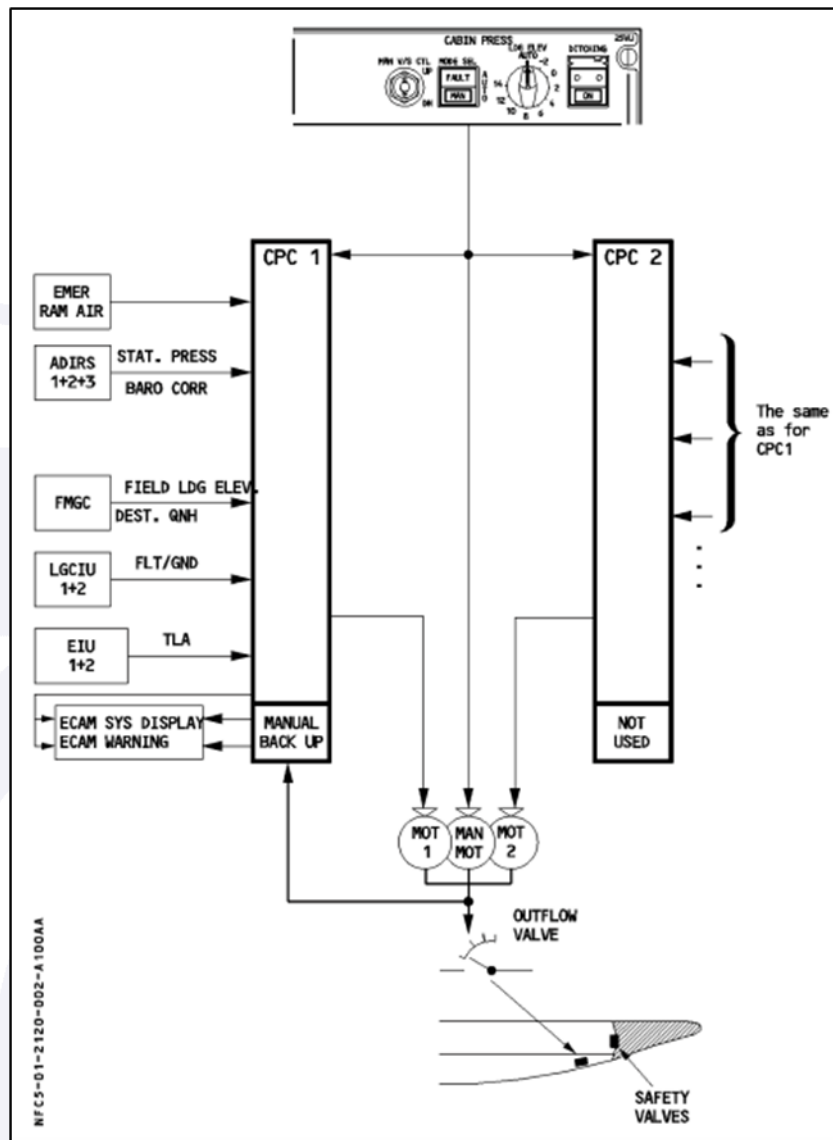 CABIN PRESS
25VU
MAN V/S CTL
UP
DN
MODE SEL
FAULT
MAN
AUTO
LDG ELEV
AUTO
-2
0
2
4
6
8
10
12
14
DITCHING
ON
CPC 1
CPC 2
EMER
RAM AIR
ADIRS
1+2+3
STAT. PRESS
BARO CORR
The same
as for
CPC1
FMGC
FIELD LDG ELEV.
DEST. QNH
LGCIU
1+2
FLT/GND
EIU
1+2
TLA
ECAM SYS DISPLAY
ECAM WARNING
MANUAL
BACK UP
NOT
USED
MOT
1
MAN
MOT
MOT
2
OUTFLOW
VALVE
SAFETY
VALVES
NFC5-01-2120-002-A100AA